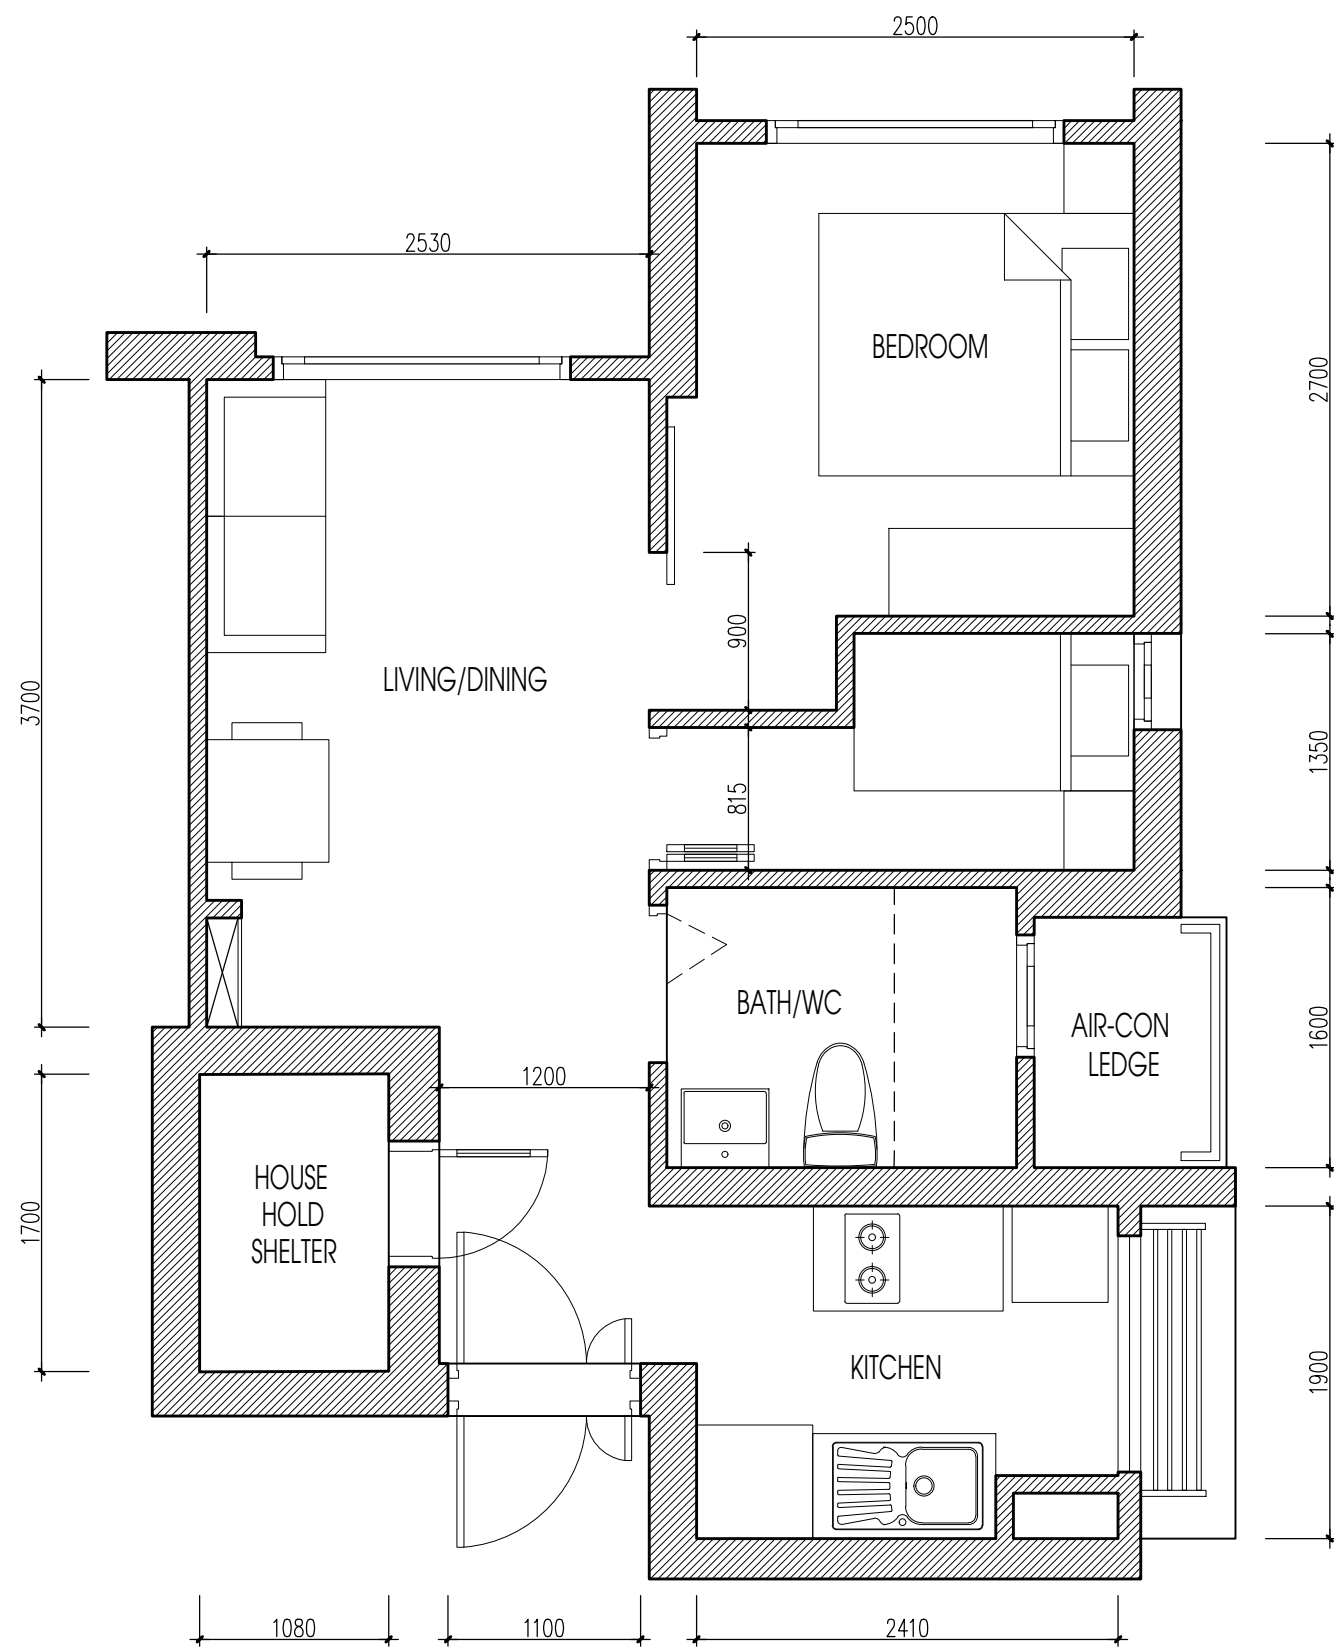 2500
2530
BEDROOM
2700
900
LIVING/DINING
3700
815
1350
BATH/WC
AIR-CON
LEDGE
1600
1200
HOUSE
HOLD
SHELTER
1700
KITCHEN
1900
1080
1100
2410